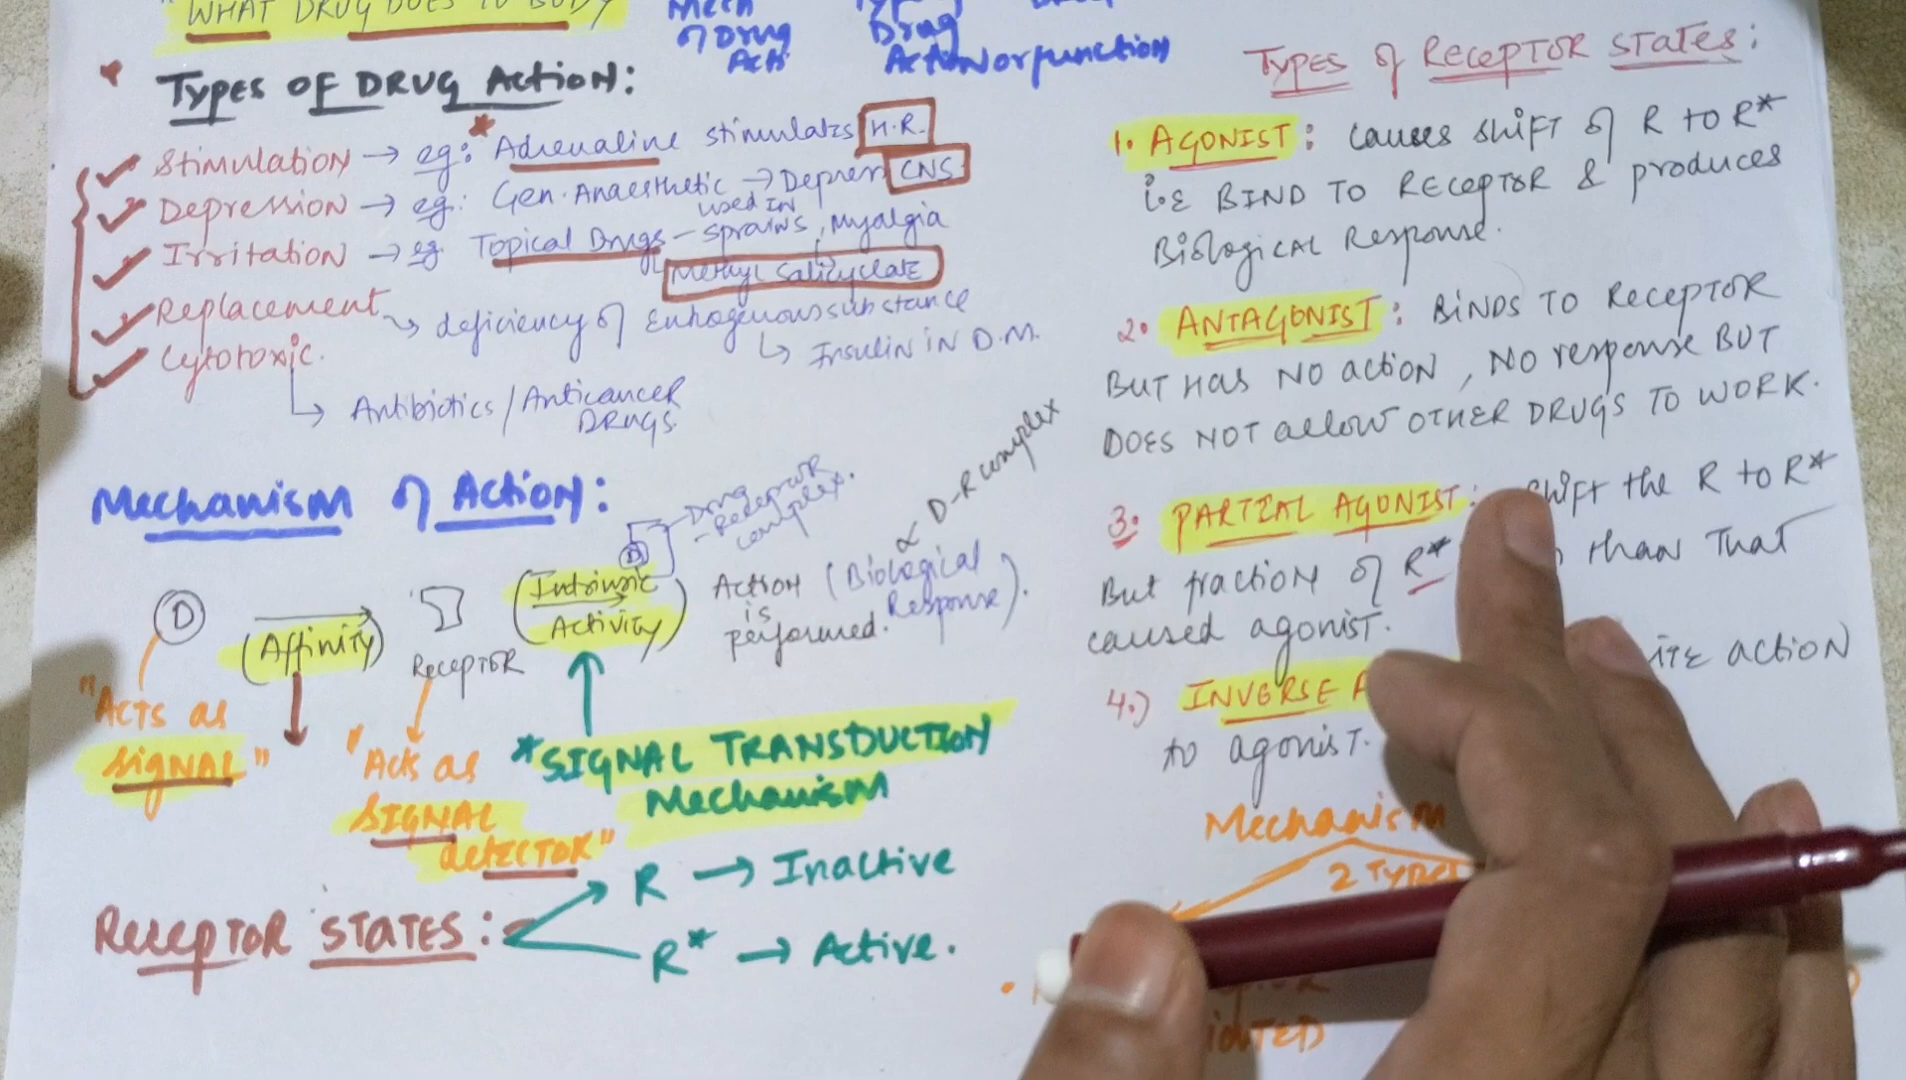 "WHAT DRUG DOES TO BODY
Mech
of Drug
Acti
Drug
Action or function
Types OF DRUG Action:
Stimulation → eg: *Adrenaline stimulates H.R.
Depression → eg: Gen. Anaesthetic → Depress CNS
Irritation → eg Topical Drugs - used in sprains, Myalgia
Methyl Salicyclate
Replacement → deficiency of Enhogenous substance
↳ Insulin in D.M.
Cytotoxic.
↳ Antibiotics / Anticancer
DRUGS
Mechanism of Action:
Drug
- Receptor
complex.
∝ D-R complex
D (Affinity) Receptor (Intrinsic Activity) D
Action (Biological
is Response).
performed.
"Acts as
signal"
"Acts as
SIGNAL
detector"
*SIGNAL TRANSDUCTION
Mechanism
Receptor STATES:
R → Inactive
R* → Active.
Types of Receptor states:
1. AGONIST: causes shift of R to R*
i.e BIND TO Receptor & produces
Biological Response.
2. ANTAGONIST: BINDS TO Receptor
BUT Has NO action, NO response BUT
DOES NOT allow OTHER DRUGS TO WORK.
3. PARTIAL AGONIST: shift the R to R*
But fraction of R* than That
caused agonist.
4.) INVERSE action
to agonist.
Mechanism
2 Types